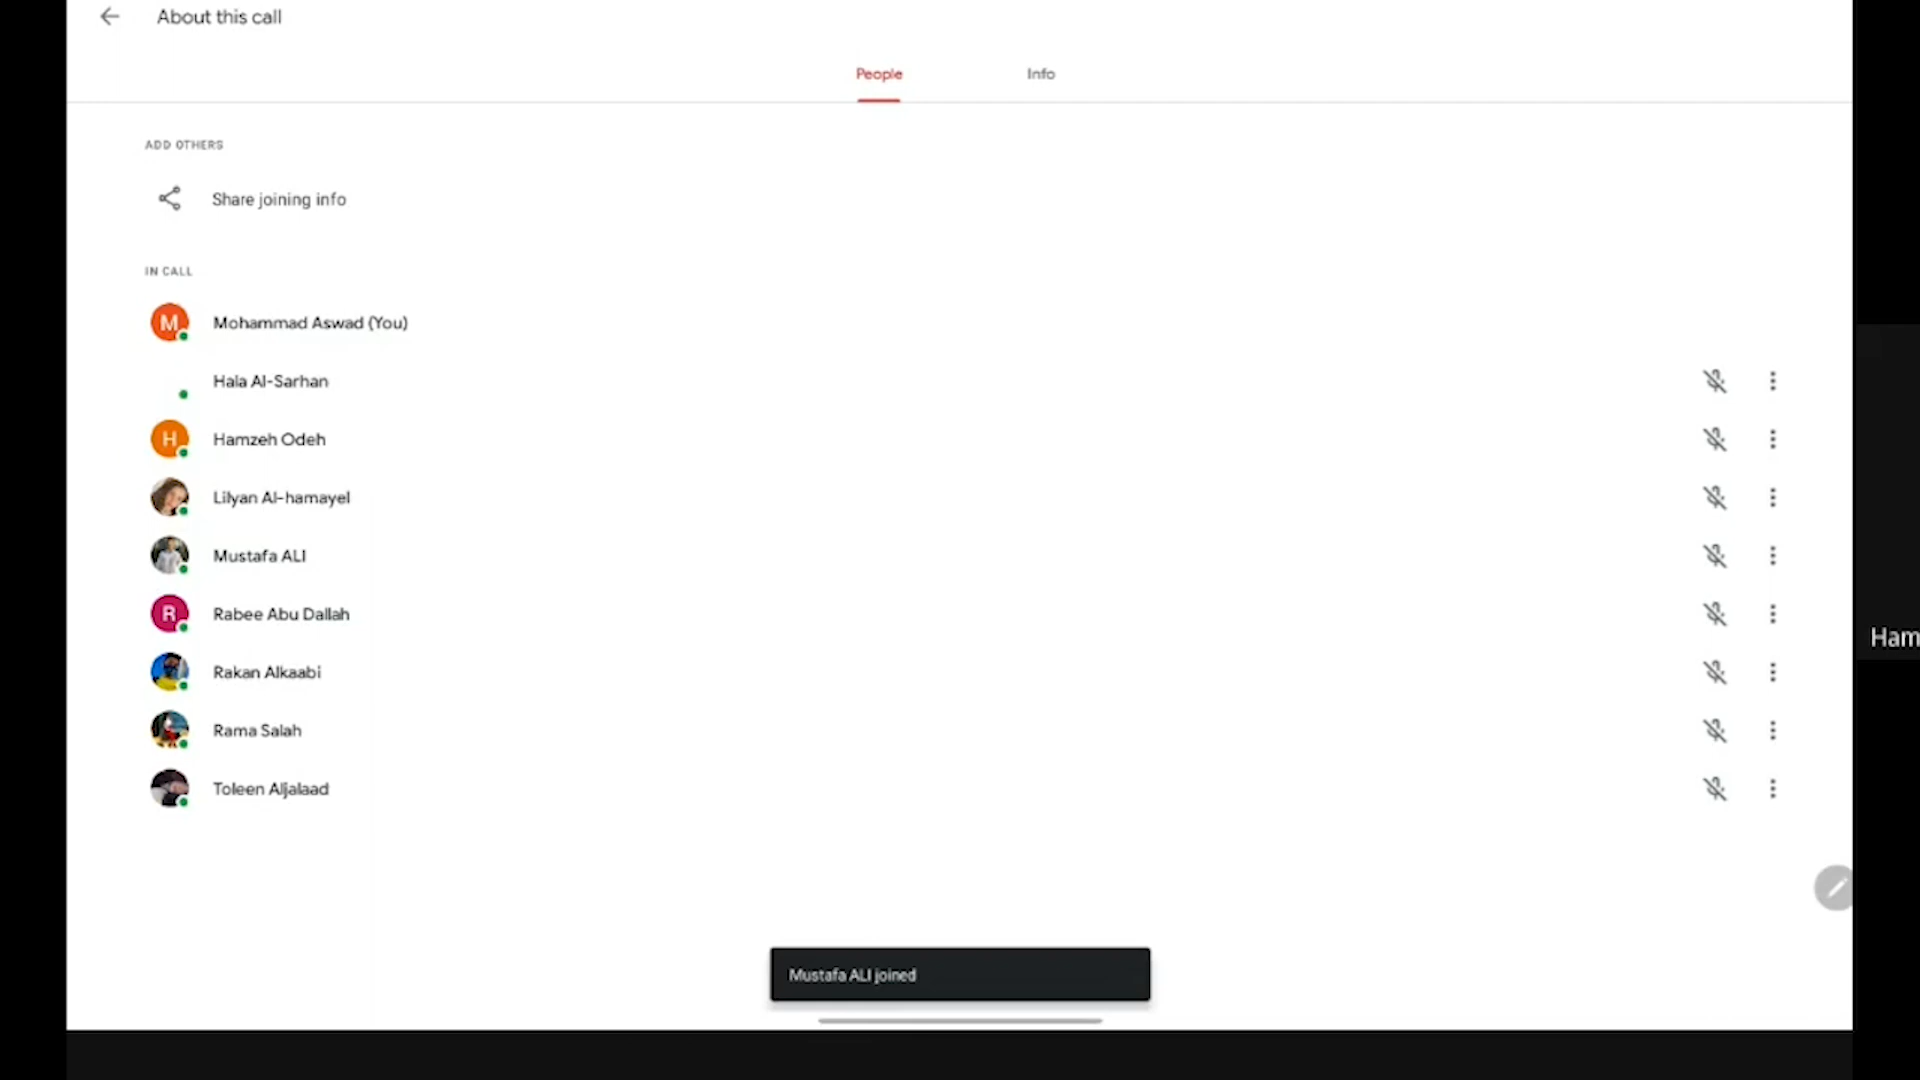 About this call
People
Info
ADD OTHERS
Share joining info
IN CALL
M
Mohammad Aswad (You)
Hala Al-Sarhan
H
Hamzeh Odeh
Lilyan Al-hamayel
Mustafa ALI
R
Rabee Abu Dallah
Ham
Rakan Alkaabi
Rama Salah
Toleen Aljalaad
Mustafa ALI joined